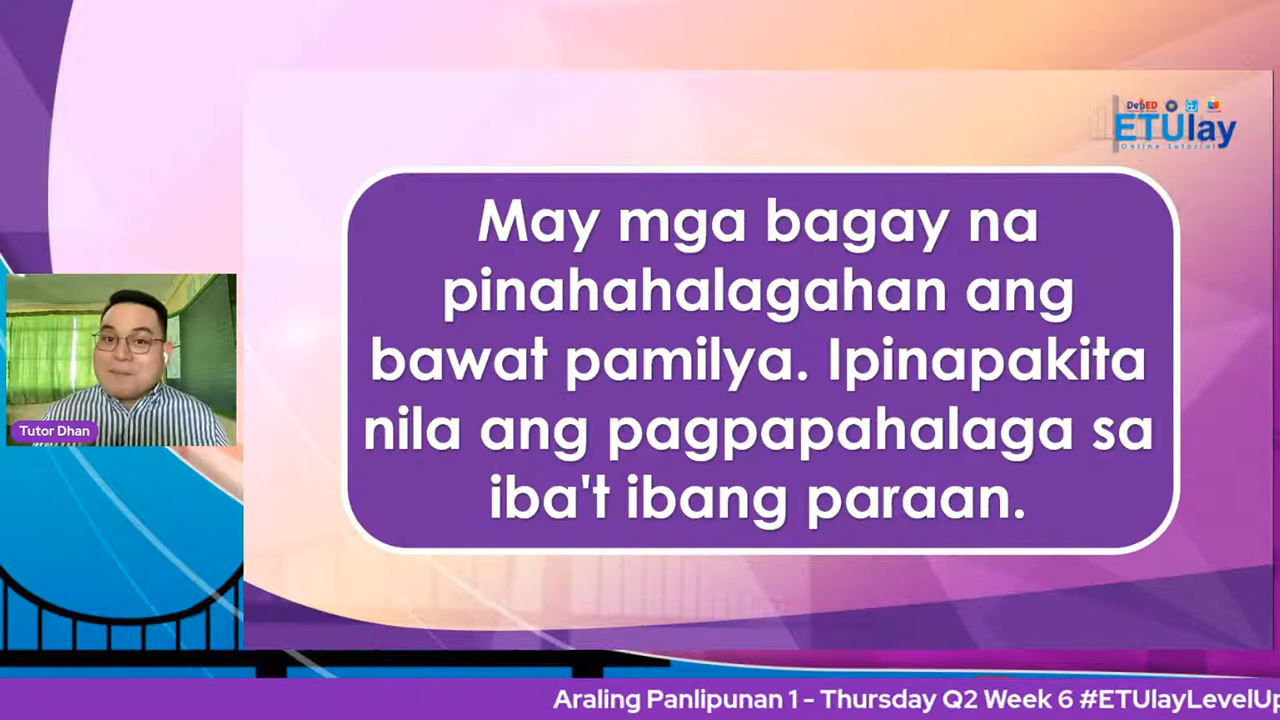 DepED
ETUlay
Online Tutorial
May mga bagay na
pinahahalagahan ang
bawat pamilya. Ipinapakita
nila ang pagpapahalaga sa
iba't ibang paraan.
Tutor Dhan
Araling Panlipunan 1 - Thursday Q2 Week 6 #ETUlayLevelUp